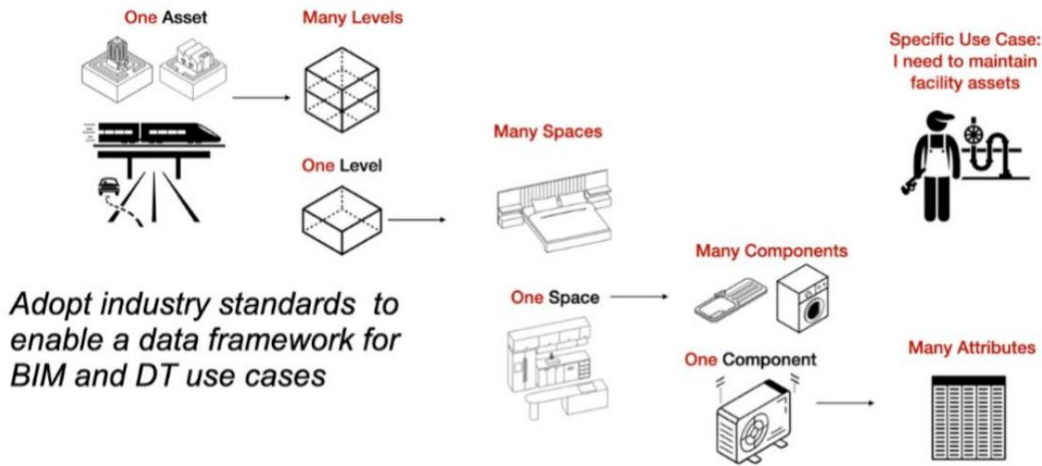 One Asset
Many Levels
Specific Use Case:
I need to maintain
facility assets
Many Spaces
One Level
Many Components
Adopt industry standards to
enable a data framework for
BIM and DT use cases
One Space
One Component
Many Attributes